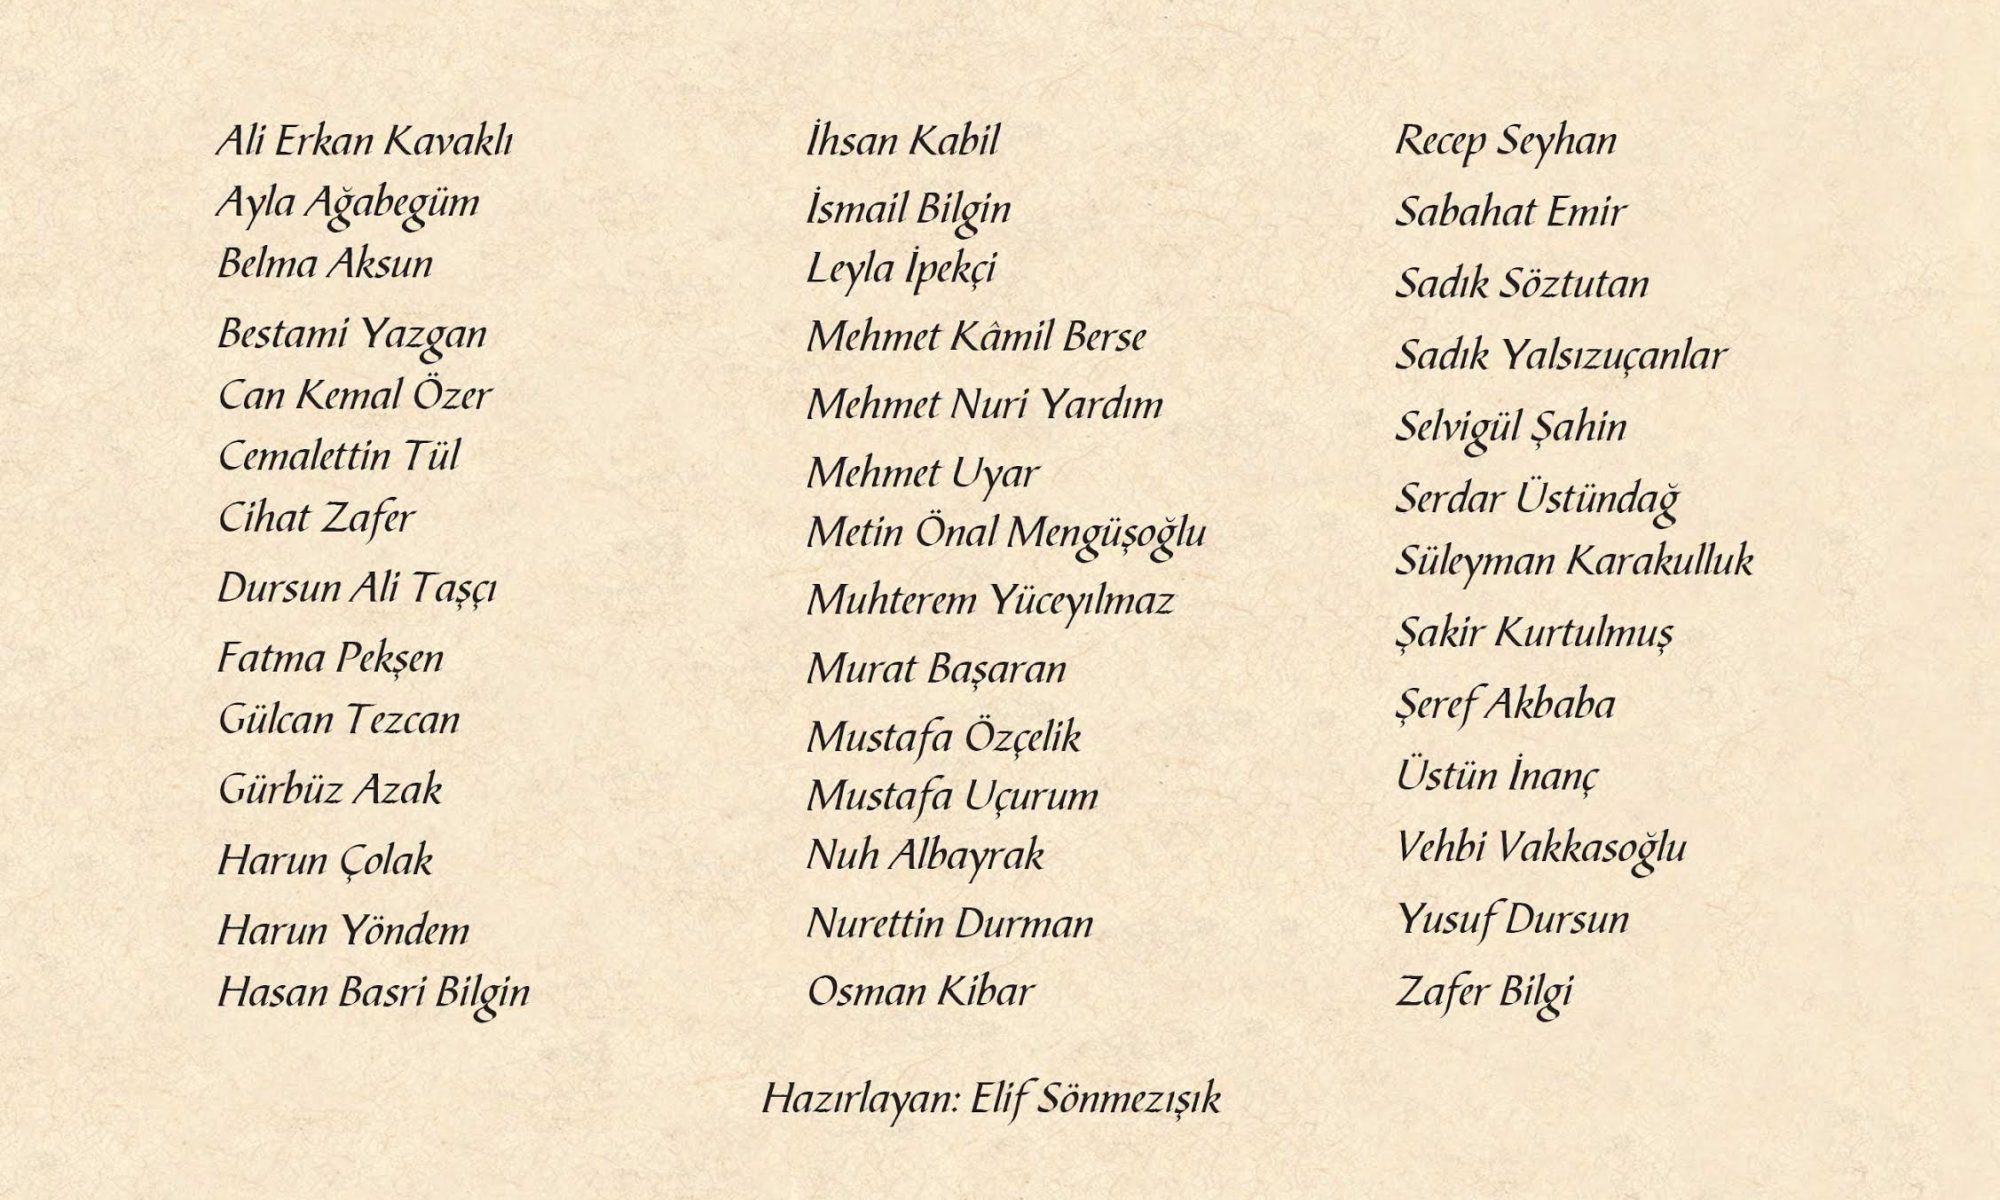 Ali Erkan Kavaklı
Ayla Ağabegüm
Belma Aksun
Bestami Yazgan
Can Kemal Özer
Cemalettin Tül
Cihat Zafer
Dursun Ali Taşçı
Fatma Pekşen
Gülcan Tezcan
Gürbüz Azak
Harun Çolak
Harun Yöndem
Hasan Basri Bilgin
İhsan Kabil
İsmail Bilgin
Leyla İpekçi
Mehmet Kâmil Berse
Mehmet Nuri Yardım
Mehmet Uyar
Metin Önal Mengüşoğlu
Muhterem Yüceyılmaz
Murat Başaran
Mustafa Özçelik
Mustafa Uçurum
Nuh Albayrak
Nurettin Durman
Osman Kibar
Recep Seyhan
Sabahat Emir
Sadık Söztutan
Sadık Yalsızuçanlar
Selvigül Şahin
Serdar Üstündağ
Süleyman Karakulluk
Şakir Kurtulmuş
Şeref Akbaba
Üstün İnanç
Vehbi Vakkasoğlu
Yusuf Dursun
Zafer Bilgi
Hazırlayan: Elif Sönmezışık